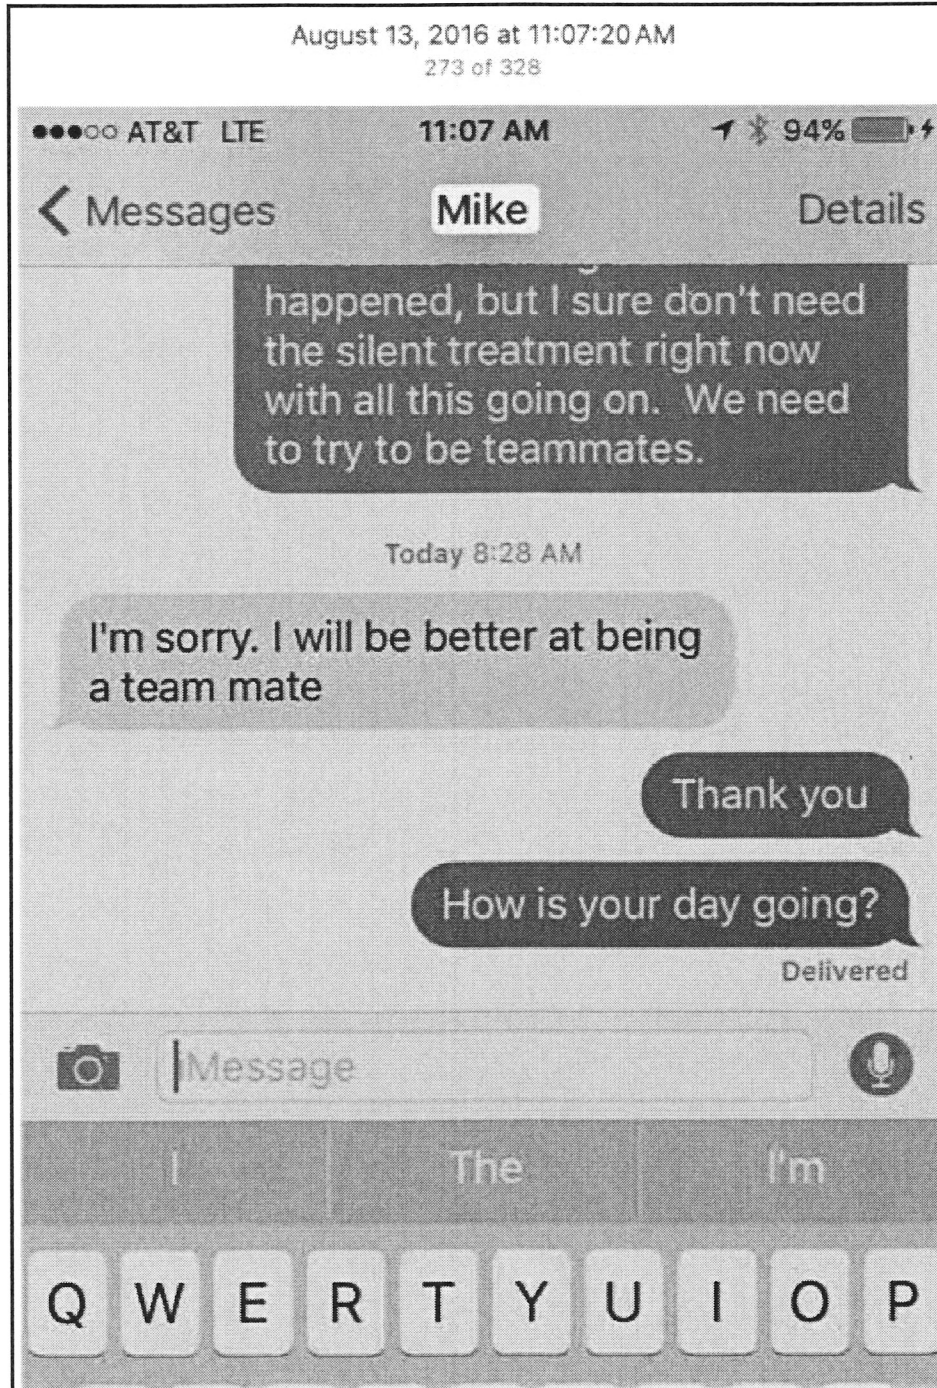 August 13, 2016 at 11:07:20 AM
273 of 328
AT&T LTE 11:07 AM 94%
Messages Mike Details
happened, but I sure don't need
the silent treatment right now
with all this going on. We need
to try to be teammates.
Today 8:28 AM
I'm sorry. I will be better at being
a team mate
Thank you
How is your day going?
Delivered
iMessage
I The I'm
Q W E R T Y U I O P